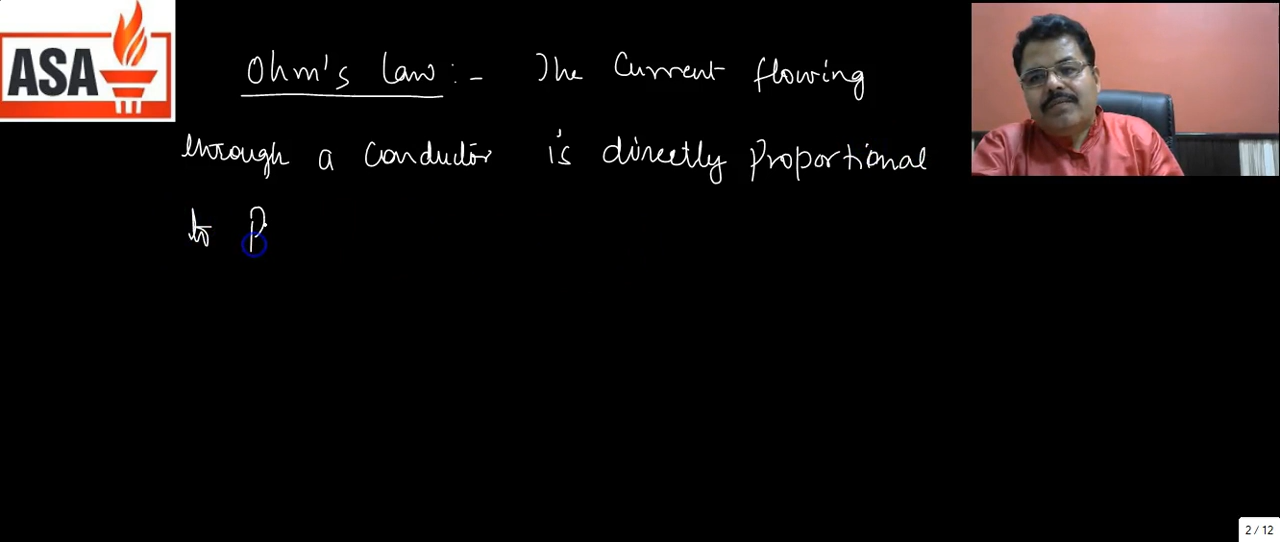 ASA
Ohm's Law :- The Current flowing
through a conductor is directly proportional
to P
2 / 12